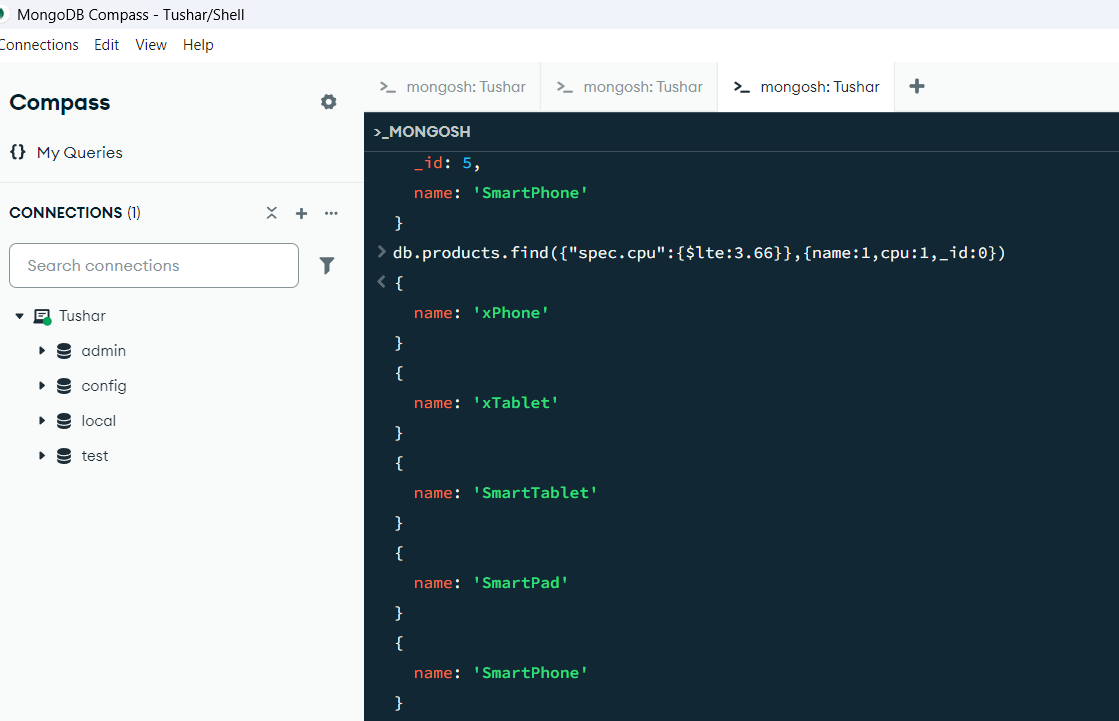 MongoDB Compass - Tushar/Shell
Connections Edit View Help
Compass
{} My Queries
CONNECTIONS (1)
Search connections
Tushar
admin
config
local
test
>_ mongosh: Tushar >_ mongosh: Tushar >_ mongosh: Tushar +
>_MONGOSH
_id: 5,
name: 'SmartPhone'
}
> db.products.find({"spec.cpu":{$lte:3.66}},{name:1,cpu:1,_id:0})
< {
name: 'xPhone'
}
{
name: 'xTablet'
}
{
name: 'SmartTablet'
}
{
name: 'SmartPad'
}
{
name: 'SmartPhone'
}